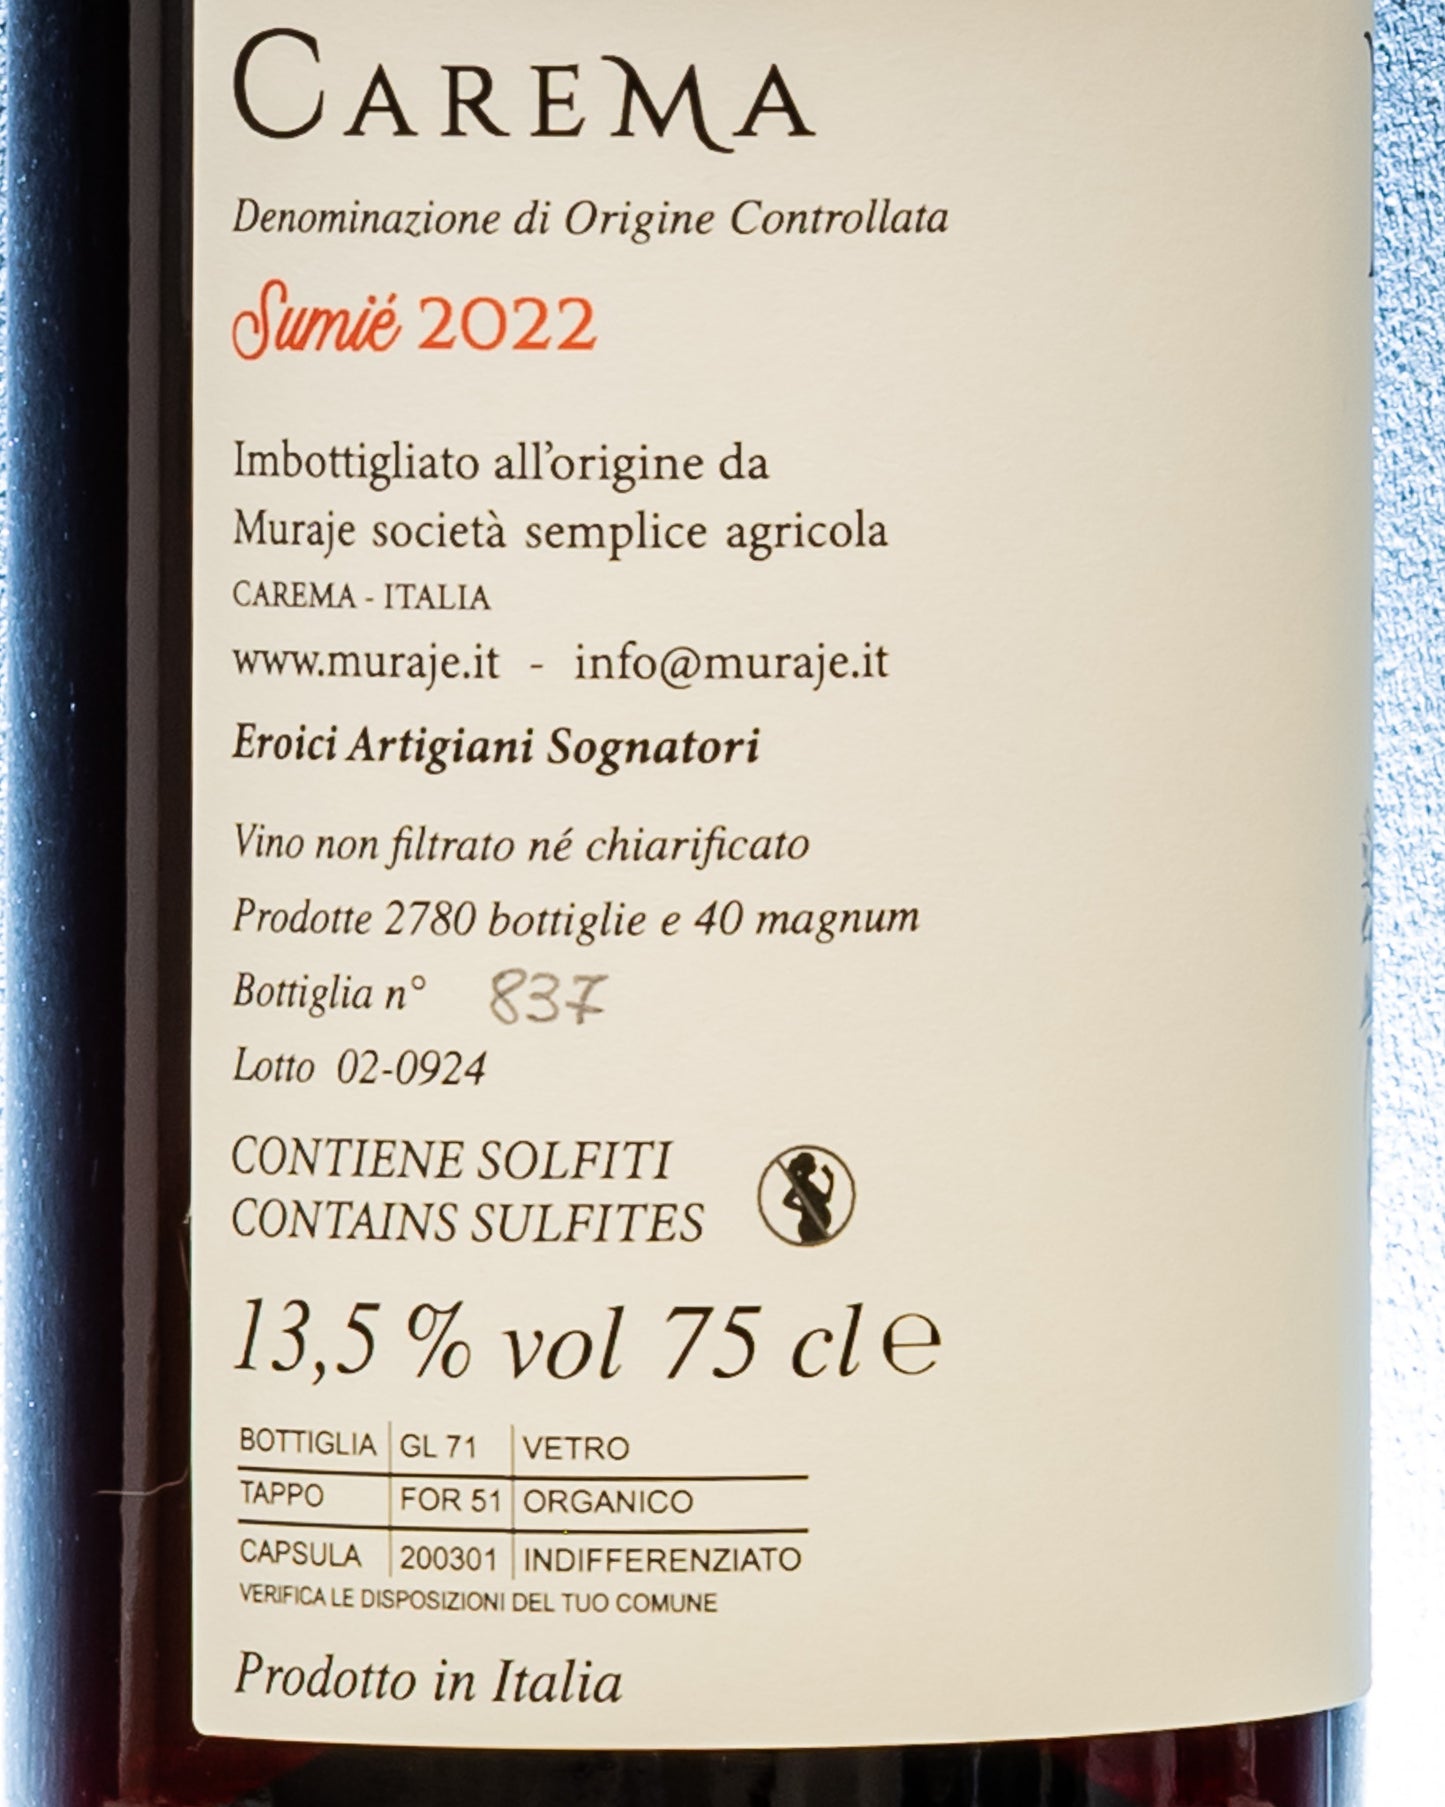 CAREMA
Denominazione di Origine Controllata
Sumié 2022
Imbottigliato all'origine da
Muraje società semplice agricola
CAREMA - ITALIA
www.muraje.it - info@muraje.it
Eroici Artigiani Sognatori
Vino non filtrato né chiarificato
Prodotte 2780 bottiglie e 40 magnum
Bottiglia n° 837
Lotto 02-0924
CONTIENE SOLFITI
CONTAINS SULFITES
13,5 % vol 75 cl ℮
BOTTIGLIA GL 71 VETRO
TAPPO FOR 51 ORGANICO
CAPSULA 200301 INDIFFERENZIATO
VERIFICA LE DISPOSIZIONI DEL TUO COMUNE
Prodotto in Italia